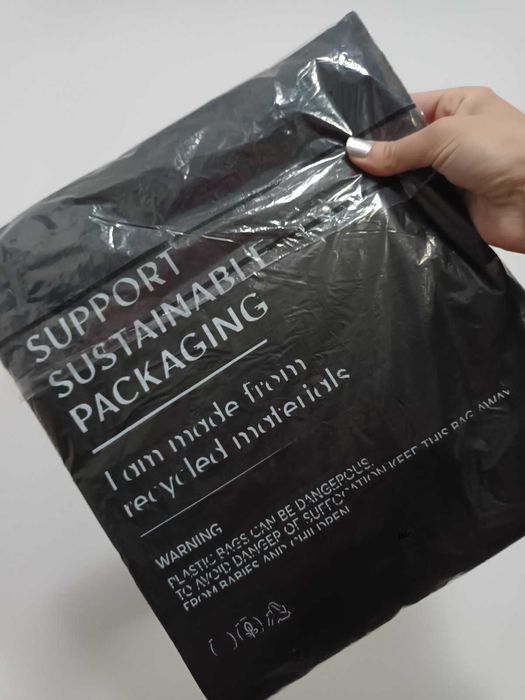 SUPPORT
SUSTAINABLE
PACKAGING
I am made from
recycled materials
WARNING
PLASTIC BAGS CAN BE DANGEROUS.
TO AVOID DANGER OF SUFFOCATION KEEP THIS BAG AWAY
FROM BABIES AND CHILDREN